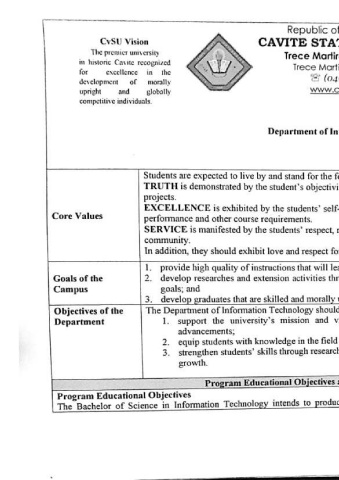 CvSU Vision
The premier university
in historic Cavite recognized
for excellence in the
development of morally
upright and globally
competitive individuals.
Republic of
CAVITE STA
Trece Martir
Trece Marti
☏ (04
www.c
Department of In
Core Values
Students are expected to live by and stand for the f
TRUTH is demonstrated by the student's objectivi
projects.
EXCELLENCE is exhibited by the students' self-
performance and other course requirements.
SERVICE is manifested by the students' respect, r
community.
In addition, they should exhibit love and respect fo
Goals of the
Campus
1. provide high quality of instructions that will lea
2. develop researches and extension activities thr
goals; and
3. develop graduates that are skilled and morally u
Objectives of the
Department
The Department of Information Technology should
1. support the university's mission and v
advancements;
2. equip students with knowledge in the field
3. strengthen students' skills through research
growth.
Program Educational Objectives a
Program Educational Objectives
The Bachelor of Science in Information Technology intends to produc